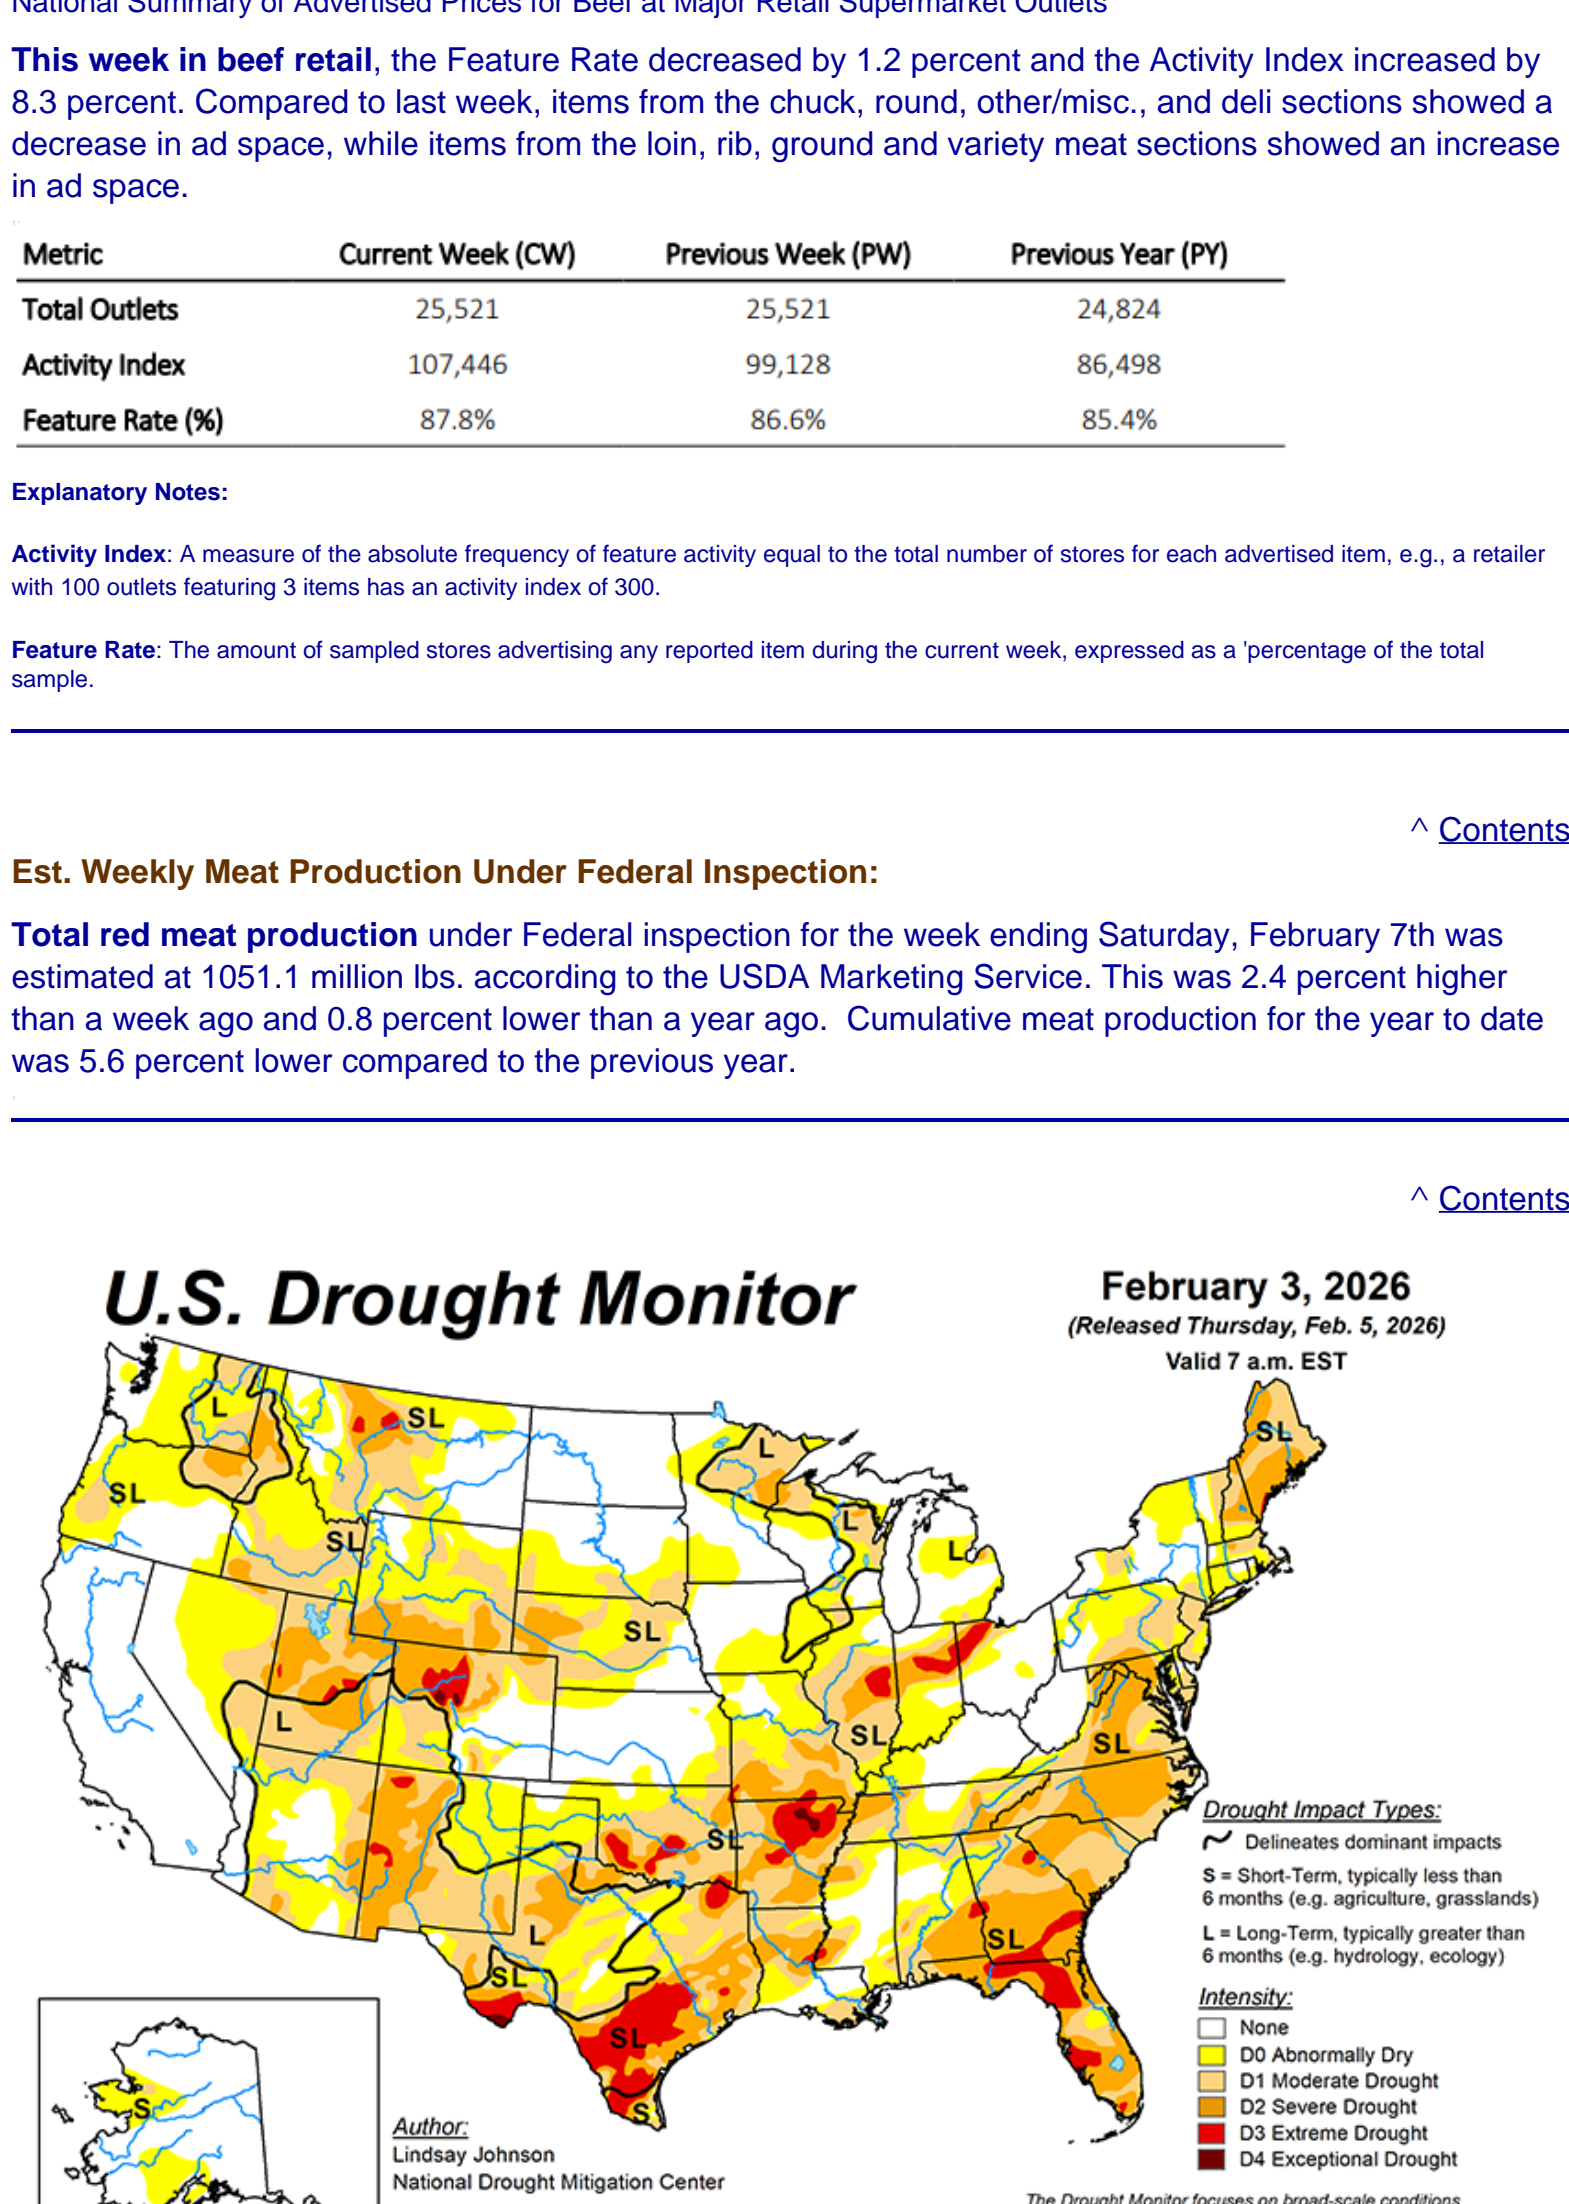 National Summary of Advertised Prices for Beef at Major Retail Supermarket Outlets
This week in beef retail, the Feature Rate decreased by 1.2 percent and the Activity Index increased by
8.3 percent. Compared to last week, items from the chuck, round, other/misc., and deli sections showed a
decrease in ad space, while items from the loin, rib, ground and variety meat sections showed an increase
in ad space.
Metric Current Week (CW) Previous Week (PW) Previous Year (PY)
Total Outlets 25,521 25,521 24,824
Activity Index 107,446 99,128 86,498
Feature Rate (%) 87.8% 86.6% 85.4%
Explanatory Notes:
Activity Index: A measure of the absolute frequency of feature activity equal to the total number of stores for each advertised item, e.g., a retailer
with 100 outlets featuring 3 items has an activity index of 300.
Feature Rate: The amount of sampled stores advertising any reported item during the current week, expressed as a 'percentage of the total
sample.
^ Contents
Est. Weekly Meat Production Under Federal Inspection:
Total red meat production under Federal inspection for the week ending Saturday, February 7th was
estimated at 1051.1 million lbs. according to the USDA Marketing Service. This was 2.4 percent higher
than a week ago and 0.8 percent lower than a year ago.  Cumulative meat production for the year to date
was 5.6 percent lower compared to the previous year.
^ Contents
U.S. Drought Monitor
February 3, 2026
(Released Thursday, Feb. 5, 2026)
Valid 7 a.m. EST
L
SL
SL
L
SL
SL
L
SL
L
SL
L
SL
SL
SL
L
SL
SL
SL
S
S
Drought Impact Types:
Delineates dominant impacts
S = Short-Term, typically less than
6 months (e.g. agriculture, grasslands)
L = Long-Term, typically greater than
6 months (e.g. hydrology, ecology)
Intensity:
None
D0 Abnormally Dry
D1 Moderate Drought
D2 Severe Drought
D3 Extreme Drought
D4 Exceptional Drought
Author:
Lindsay Johnson
National Drought Mitigation Center
The Drought Monitor focuses on broad-scale conditions.